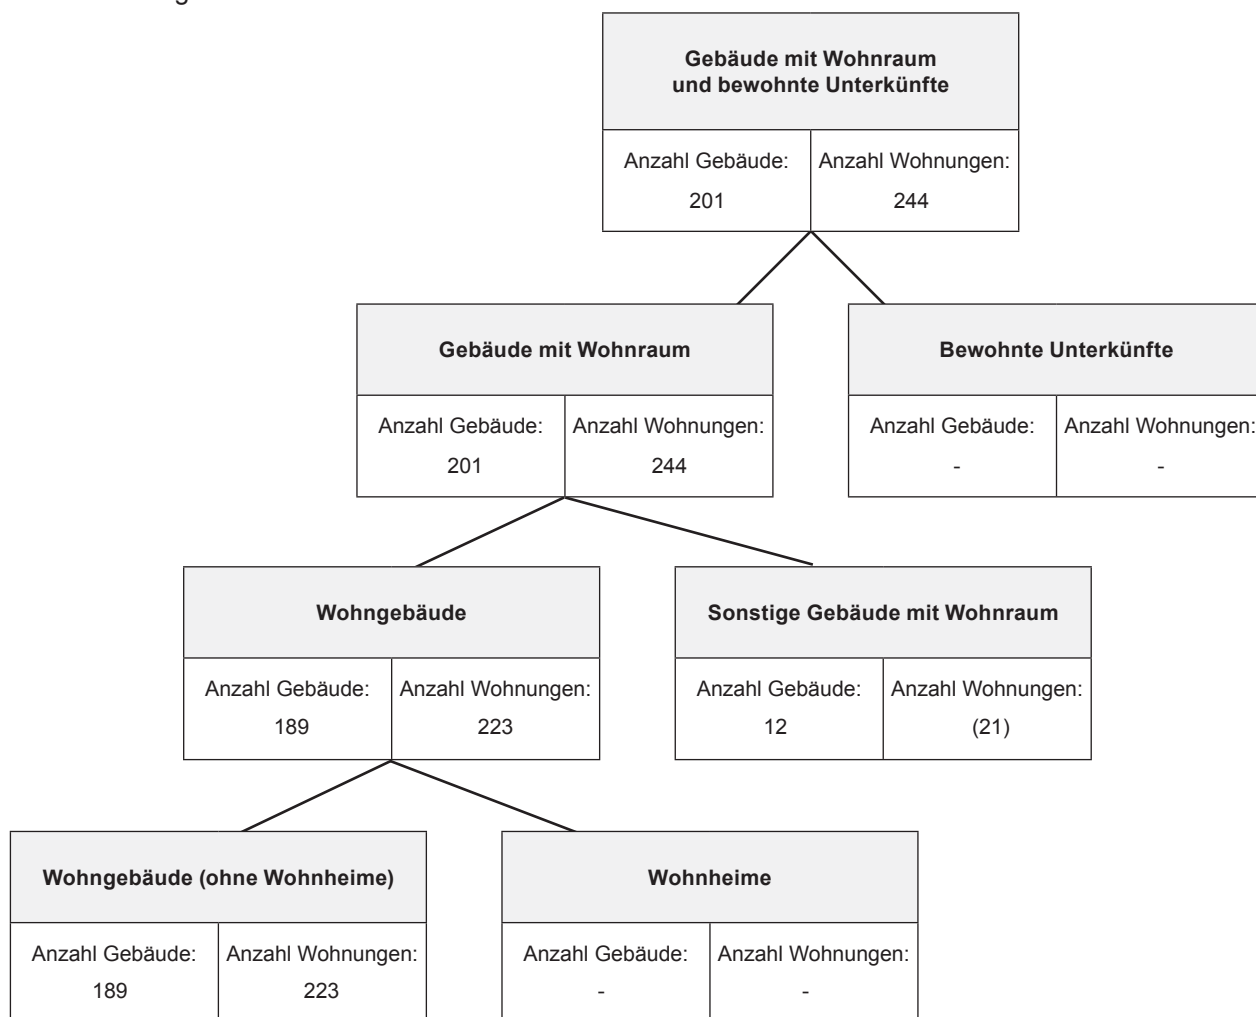 Gebäude mit Wohnraum
und bewohnte Unterkünfte
Anzahl Gebäude: Anzahl Wohnungen:
201 244
Gebäude mit Wohnraum Bewohnte Unterkünfte
Anzahl Gebäude: Anzahl Wohnungen: Anzahl Gebäude: Anzahl Wohnungen:
201 244 - -
Wohngebäude Sonstige Gebäude mit Wohnraum
Anzahl Gebäude: Anzahl Wohnungen: Anzahl Gebäude: Anzahl Wohnungen:
189 223 12 (21)
Wohngebäude (ohne Wohnheime) Wohnheime
Anzahl Gebäude: Anzahl Wohnungen: Anzahl Gebäude: Anzahl Wohnungen:
189 223 - -